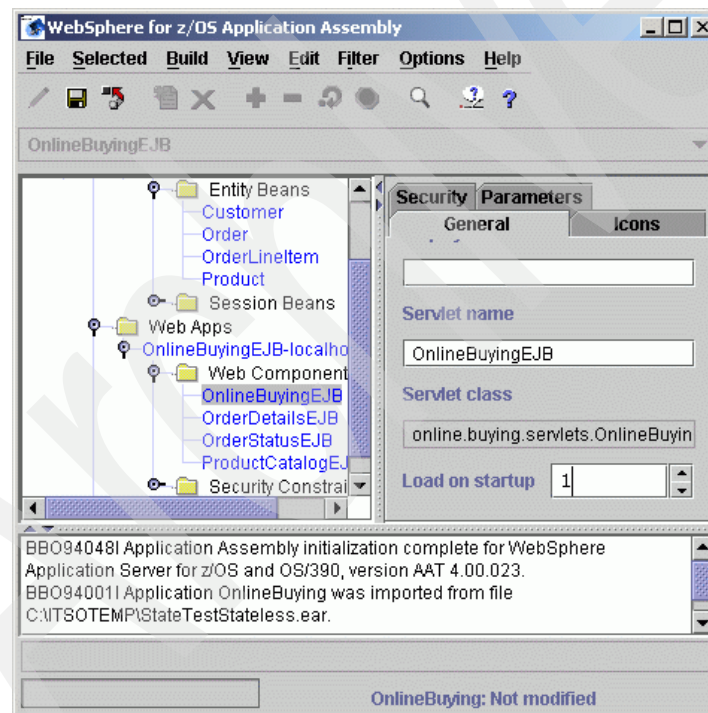 WebSphere for z/OS Application Assembly
File Selected Build View Edit Filter Options Help
OnlineBuyingEJB
Entity Beans
Customer
Order
OrderLineItem
Product
Session Beans
Web Apps
OnlineBuyingEJB-localho
Web Component
OnlineBuyingEJB
OrderDetailsEJB
OrderStatusEJB
ProductCatalogEJ
Security Constrai
Security Parameters
General Icons
Servlet name
OnlineBuyingEJB
Servlet class
online.buying.servlets.OnlineBuyin
Load on startup 1
BBO94048I Application Assembly initialization complete for WebSphere
Application Server for z/OS and OS/390, version AAT 4.00.023.
BBO94001I Application OnlineBuying was imported from file
C:\ITSOTEMP\StateTestStateless.ear.
OnlineBuying: Not modified